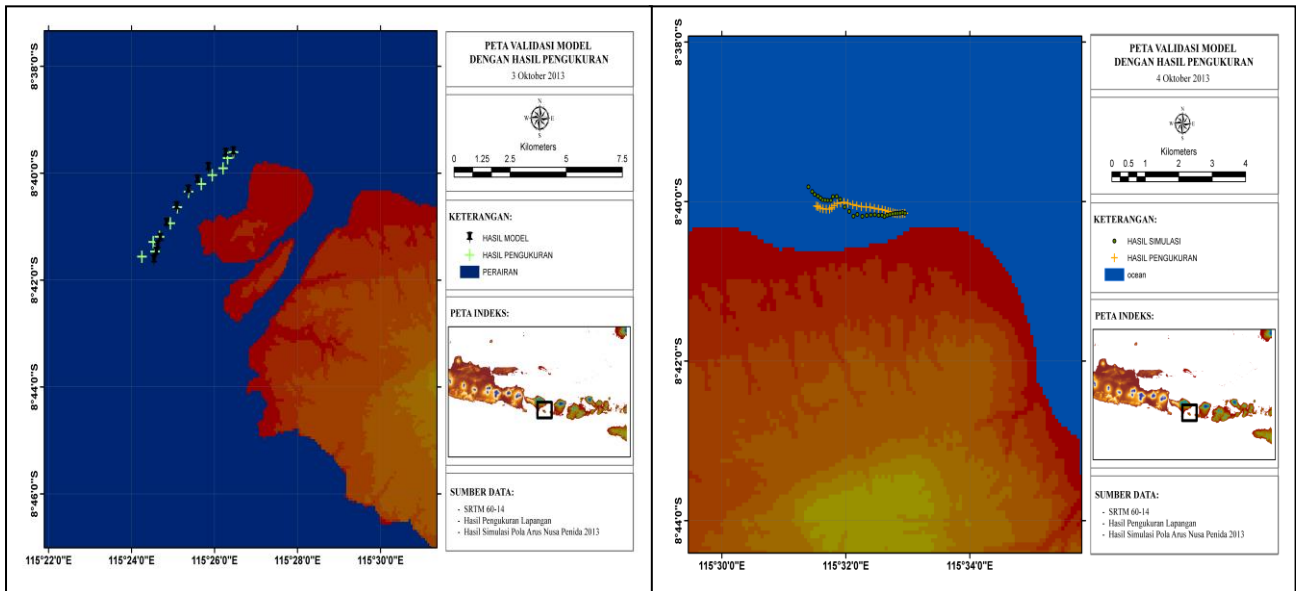 8°38'0"S
8°40'0"S
8°42'0"S
8°44'0"S
8°46'0"S
115°22'0"E 115°24'0"E 115°26'0"E 115°28'0"E 115°30'0"E
PETA VALIDASI MODEL
DENGAN HASIL PENGUKURAN
3 Oktober 2013
N
W E
S
Kilometers
0 1.25 2.5 5 7.5
KETERANGAN:
HASIL MODEL
HASIL PENGUKURAN
PERAIRAN
PETA INDEKS:
SUMBER DATA:
- SRTM 60-14
- Hasil Pengukuran Lapangan
- Hasil Simulasi Pola Arus Nusa Penida 2013
8°38'0"S
8°40'0"S
8°42'0"S
8°44'0"S
115°30'0"E 115°32'0"E 115°34'0"E
PETA VALIDASI MODEL
DENGAN HASIL PENGUKURAN
4 Oktober 2013
N
W E
S
Kilometers
0 0.5 1 2 3 4
KETERANGAN:
HASIL SIMULASI
HASIL PENGUKURAN
ocean
PETA INDEKS:
SUMBER DATA:
- SRTM 60-14
- Hasil Pengukuran Lapangan
- Hasil Simulasi Pola Arus Nusa Penida 2013